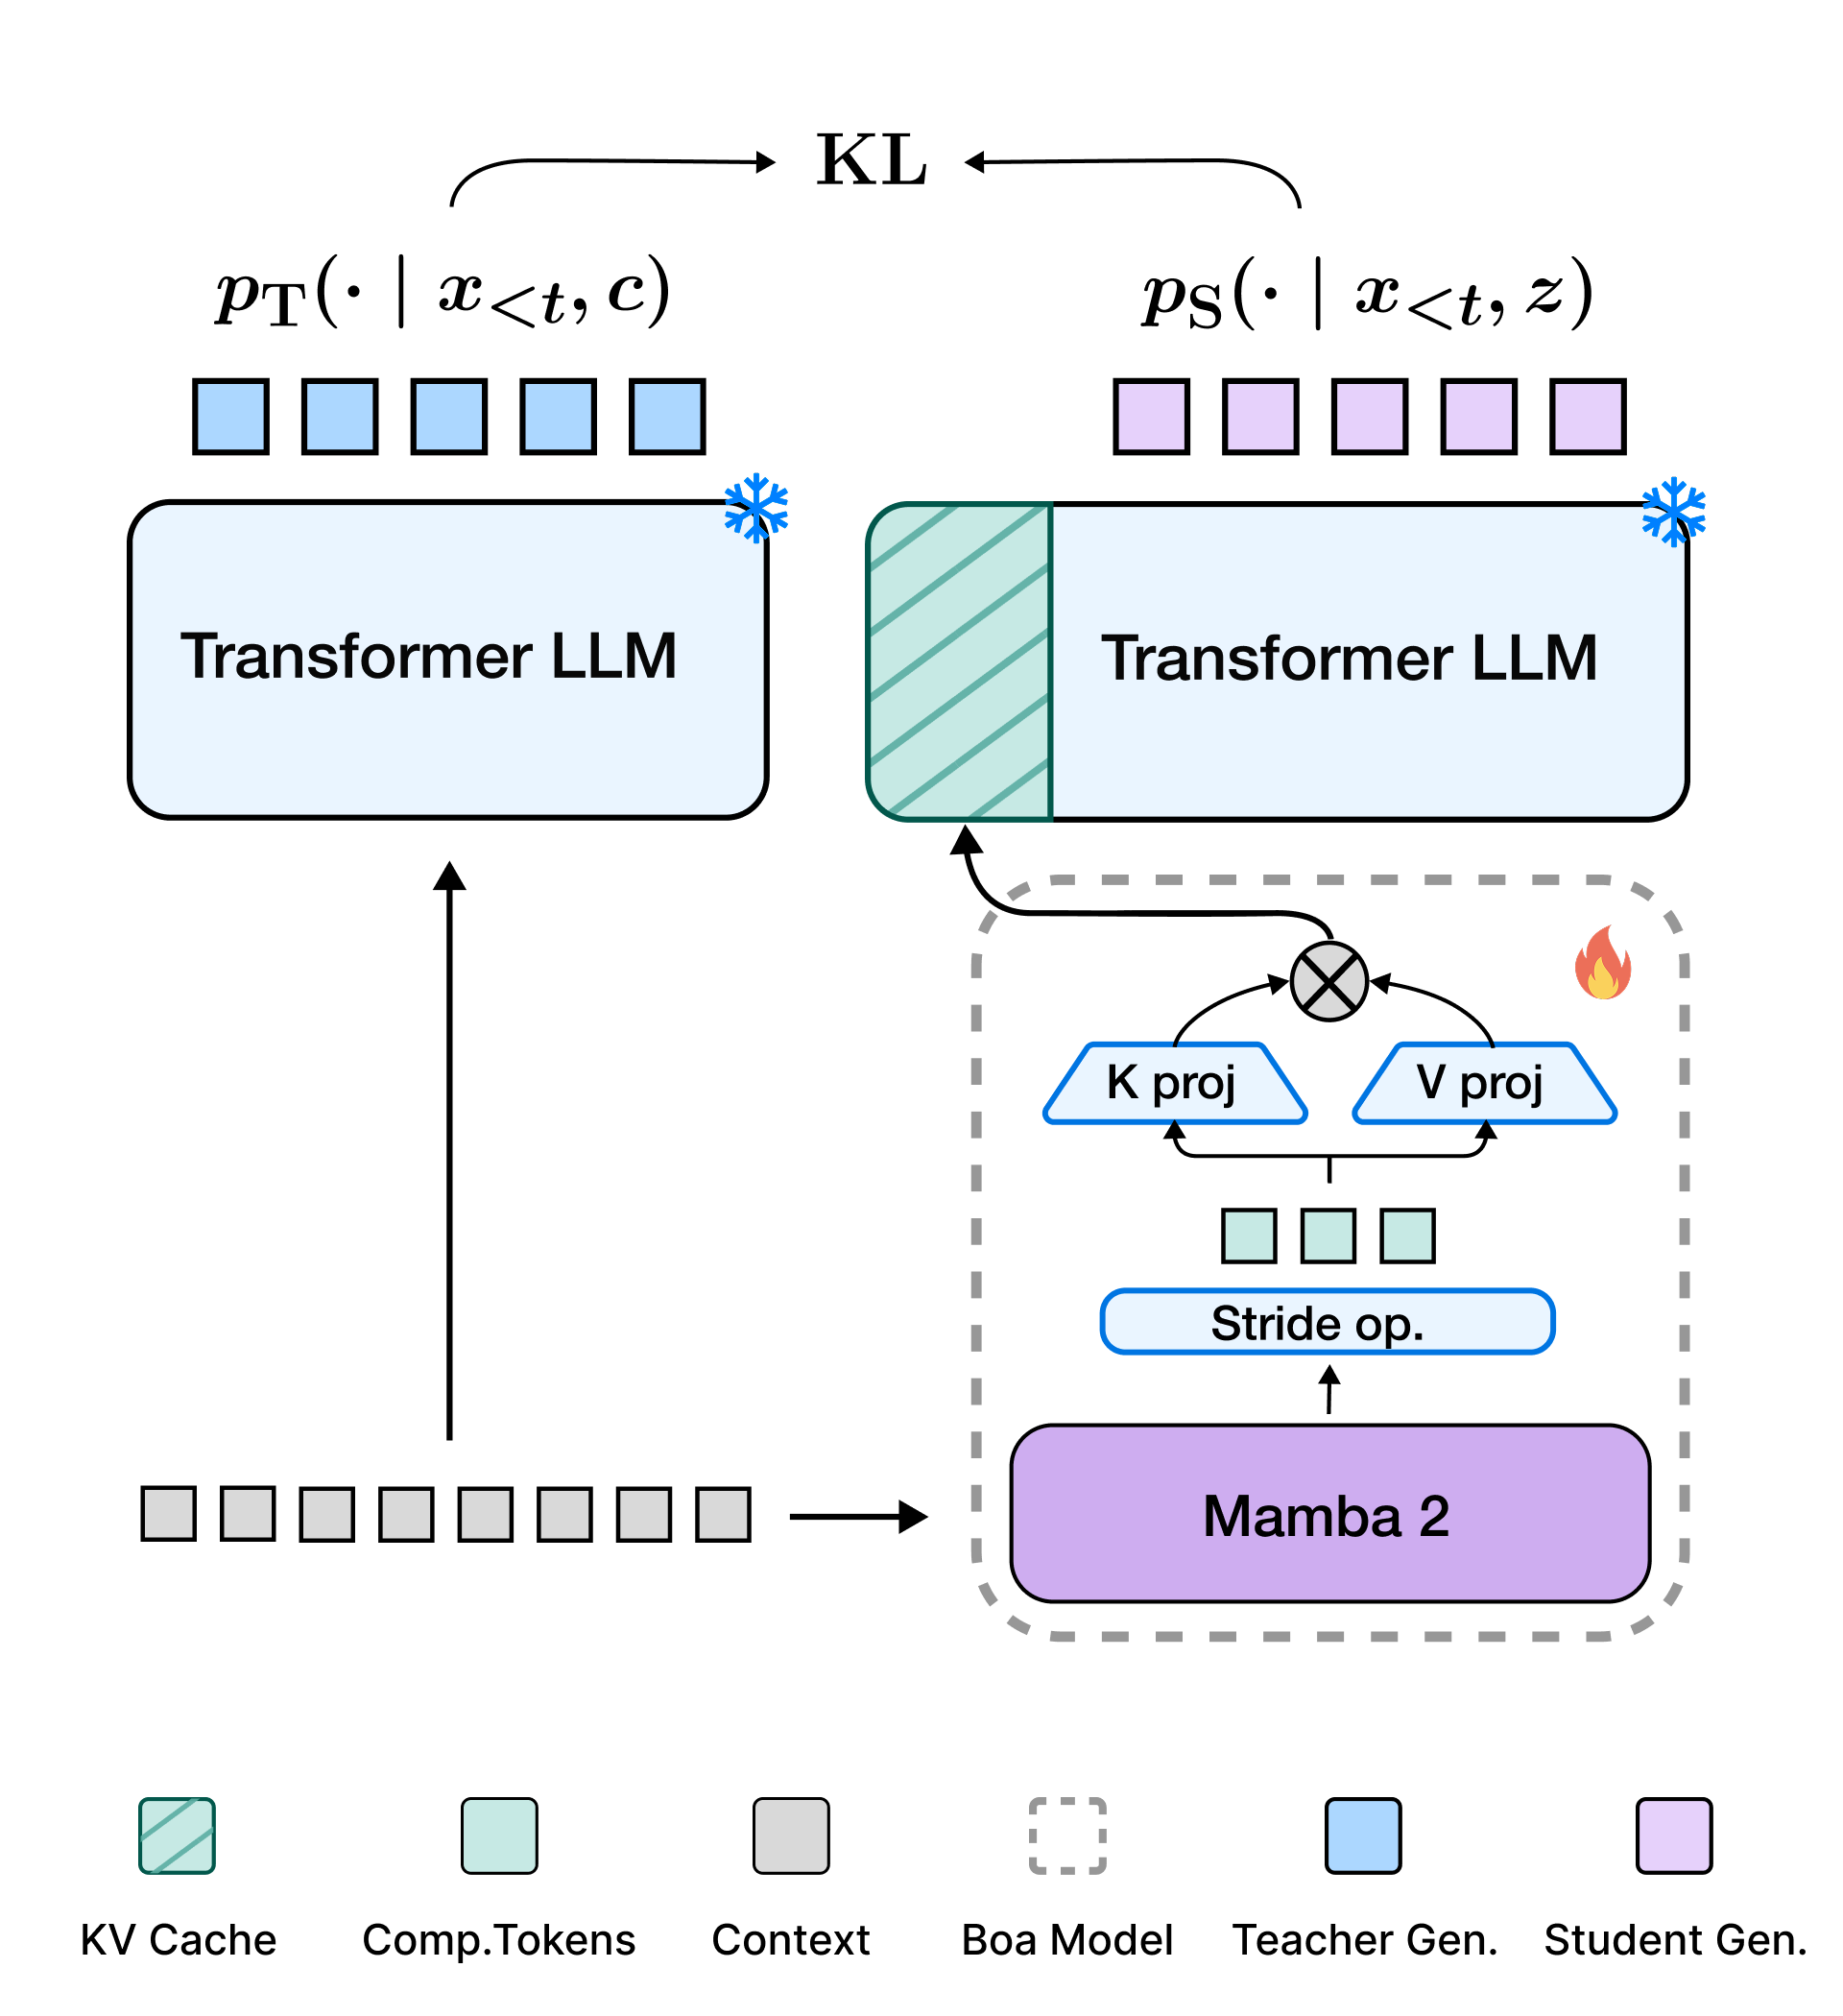 KL
p_T(· | x_{<t}, c)
p_S(· | x_{<t}, z)
Transformer LLM
Transformer LLM
K proj
V proj
Stride op.
Mamba 2
KV Cache
Comp.Tokens
Context
Boa Model
Teacher Gen.
Student Gen.